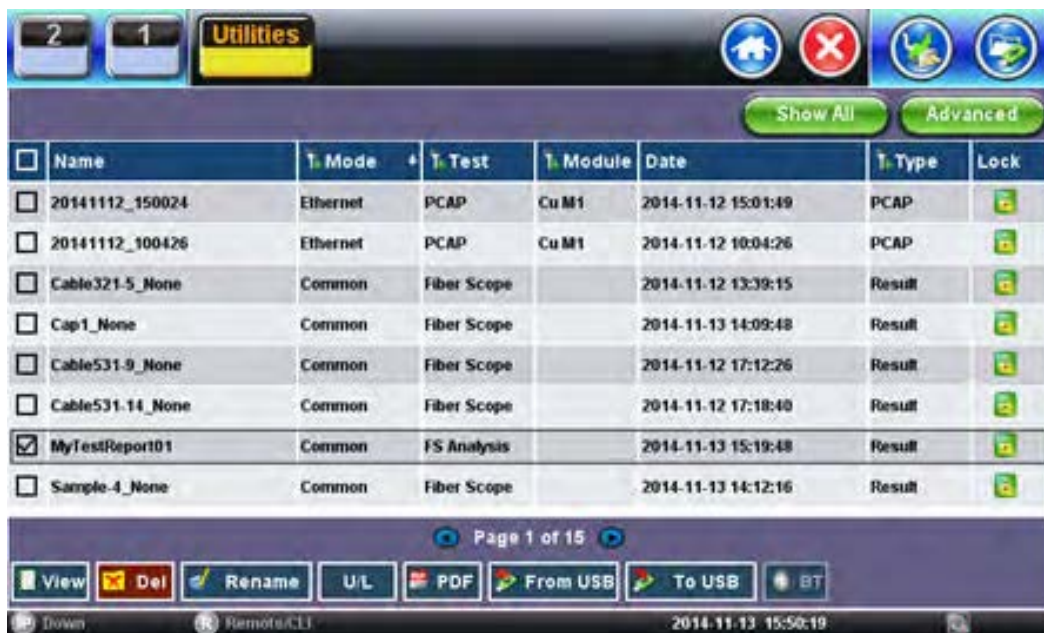 2 1 Utilities
Show All Advanced
Name Mode Test Module Date Type Lock
20141112_150024 Ethernet PCAP Cu M1 2014-11-12 15:01:49 PCAP
20141112_100426 Ethernet PCAP Cu M1 2014-11-12 10:04:26 PCAP
Cable321-5_None Common Fiber Scope 2014-11-12 13:39:15 Result
Cap1_None Common Fiber Scope 2014-11-13 14:09:48 Result
Cable531-9_None Common Fiber Scope 2014-11-12 17:12:26 Result
Cable531-14_None Common Fiber Scope 2014-11-12 17:18:40 Result
MyTestReport01 Common FS Analysis 2014-11-13 15:19:48 Result
Sample-4_None Common Fiber Scope 2014-11-13 14:12:16 Result
Page 1 of 15
View Del Rename U/L PDF From USB To USB BT
IP Down R Remote/CLI 2014-11-13 15:50:19